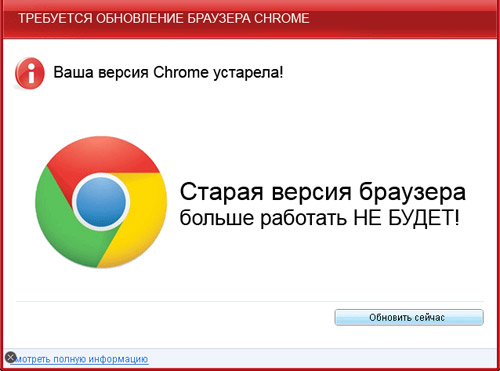 ТРЕБУЕТСЯ ОБНОВЛЕНИЕ БРАУЗЕРА CHROME
Ваша версия Chrome устарела!
Старая версия браузера
больше работать НЕ БУДЕТ!
Обновить сейчас
мотреть полную информацию